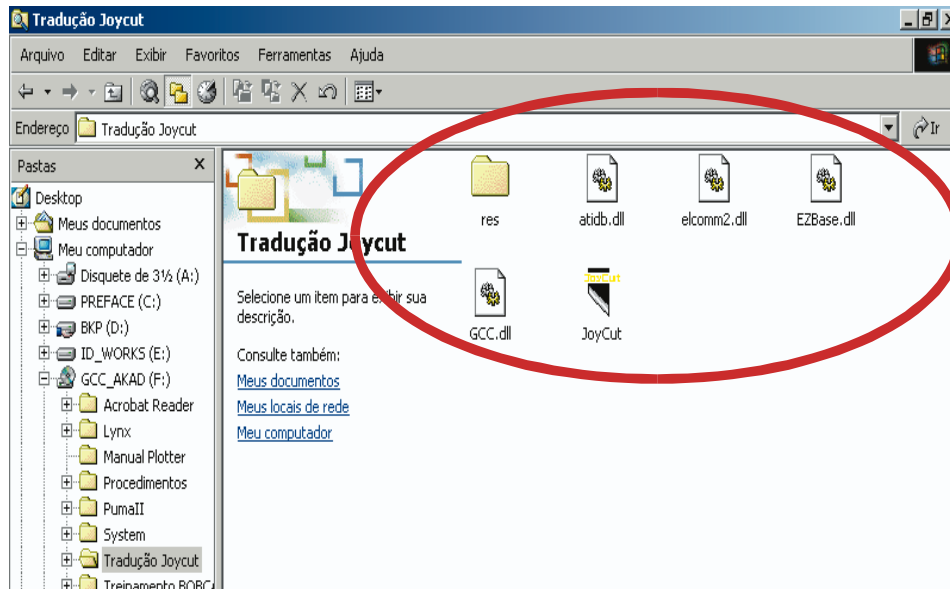 Tradução Joycut
Arquivo Editar Exibir Favoritos Ferramentas Ajuda
Endereço Tradução Joycut Ir
Pastas X
Desktop
Meus documentos
Meu computador
Disquete de 3½ (A:)
PREFACE (C:)
BKP (D:)
ID_WORKS (E:)
GCC_AKAD (F:)
Acrobat Reader
Lynx
Manual Plotter
Procedimentos
PumaII
System
Tradução Joycut
Treinamento BOBCA
Tradução Joycut
Selecione um item para exibir sua
descrição.
Consulte também:
Meus documentos
Meus locais de rede
Meu computador
res atidb.dll elcomm2.dll EZBase.dll
JoyCut
GCC.dll JoyCut